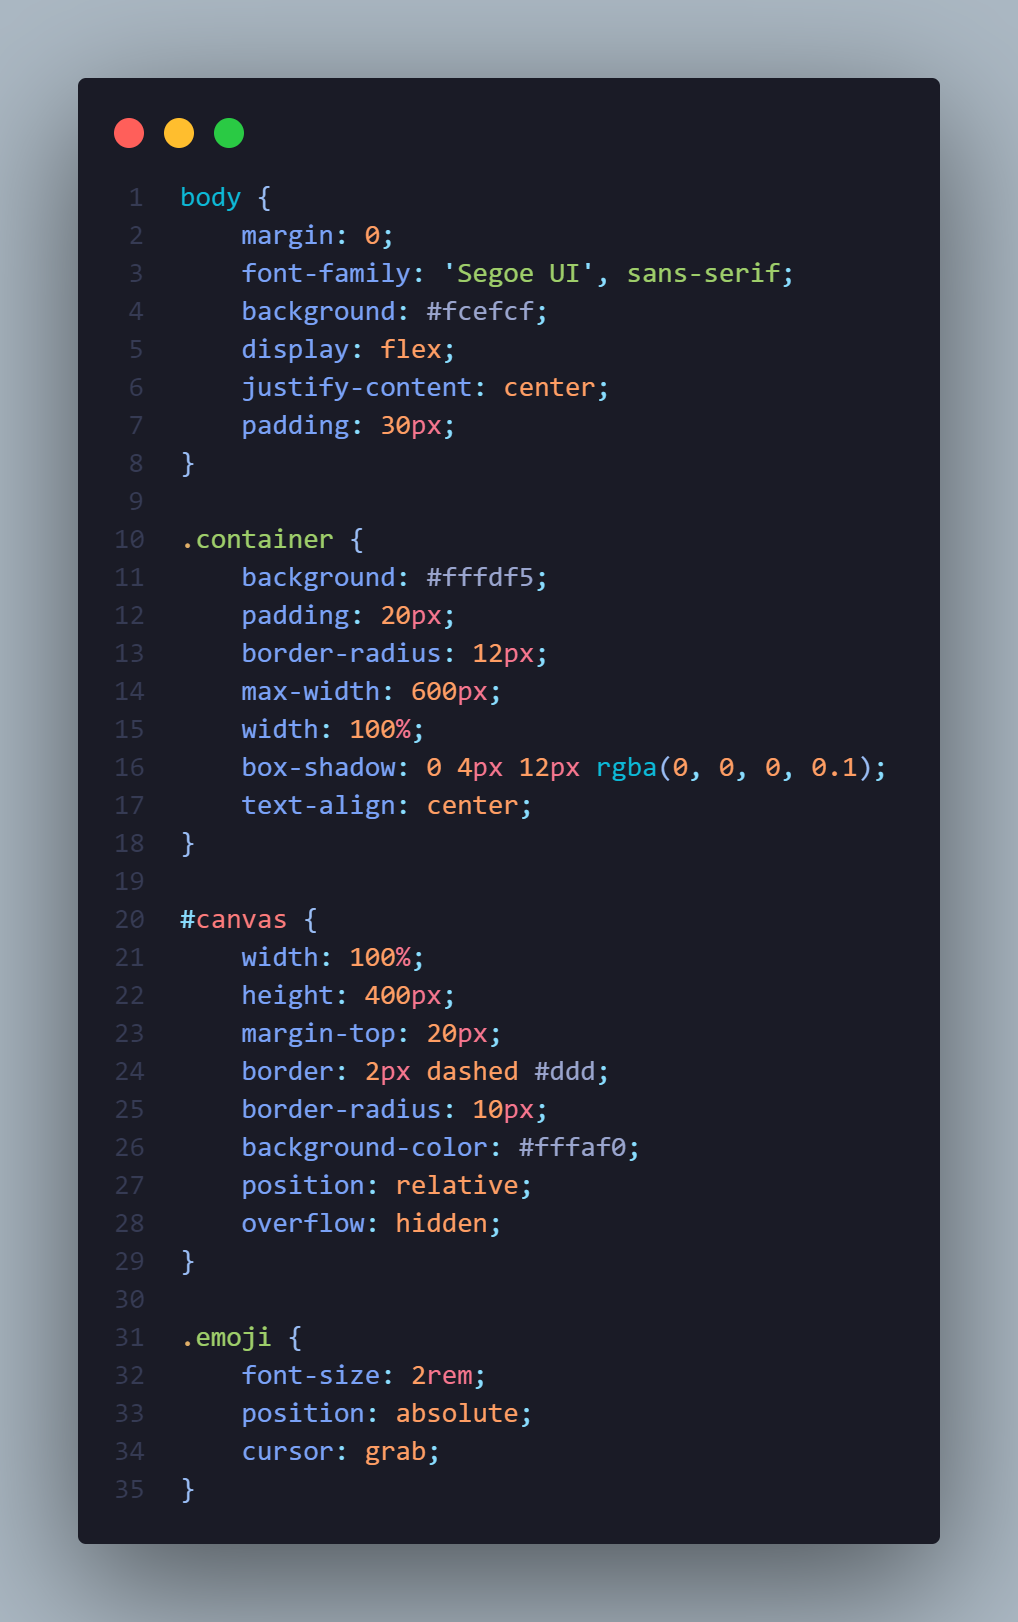 1 body {
2     margin: 0;
3     font-family: 'Segoe UI', sans-serif;
4     background: #fcefcf;
5     display: flex;
6     justify-content: center;
7     padding: 30px;
8 }
9
10 .container {
11     background: #fffdf5;
12     padding: 20px;
13     border-radius: 12px;
14     max-width: 600px;
15     width: 100%;
16     box-shadow: 0 4px 12px rgba(0, 0, 0, 0.1);
17     text-align: center;
18 }
19
20 #canvas {
21     width: 100%;
22     height: 400px;
23     margin-top: 20px;
24     border: 2px dashed #ddd;
25     border-radius: 10px;
26     background-color: #fffaf0;
27     position: relative;
28     overflow: hidden;
29 }
30
31 .emoji {
32     font-size: 2rem;
33     position: absolute;
34     cursor: grab;
35 }